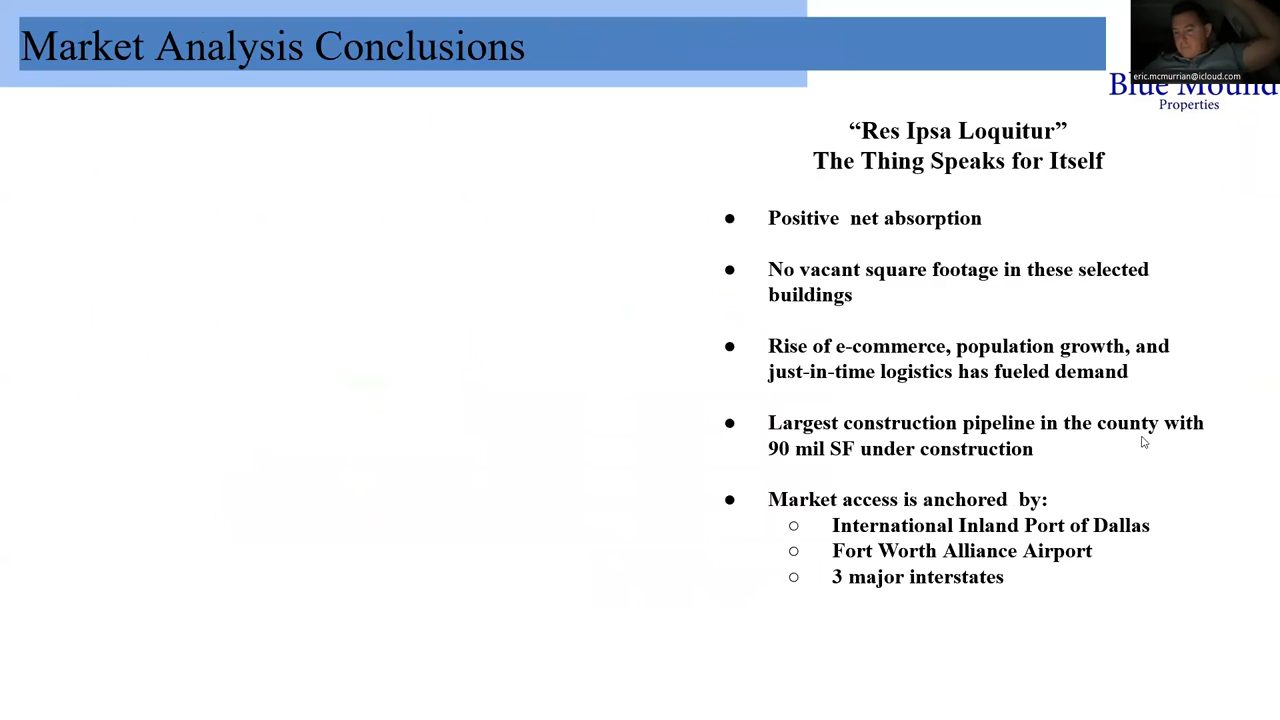 Market Analysis Conclusions
eric.mcmurrian@icloud.com
Blue Mound
Properties
“Res Ipsa Loquitur”
The Thing Speaks for Itself
● Positive net absorption
● No vacant square footage in these selected
buildings
● Rise of e-commerce, population growth, and
just-in-time logistics has fueled demand
● Largest construction pipeline in the county with
90 mil SF under construction
● Market access is anchored by:
○ International Inland Port of Dallas
○ Fort Worth Alliance Airport
○ 3 major interstates